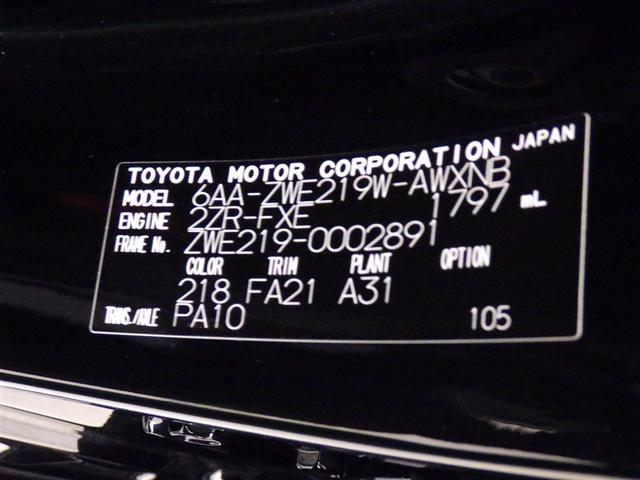 TOYOTA MOTOR CORPORATION JAPAN
MODEL 6AA-ZWE219W-AWXNB
ENGINE 2ZR-FXE 1797 mL
FRAME No. ZWE219-0002891
COLOR TRIM PLANT OPTION
218 FA21 A31
TRANS./AXLE PA10 105